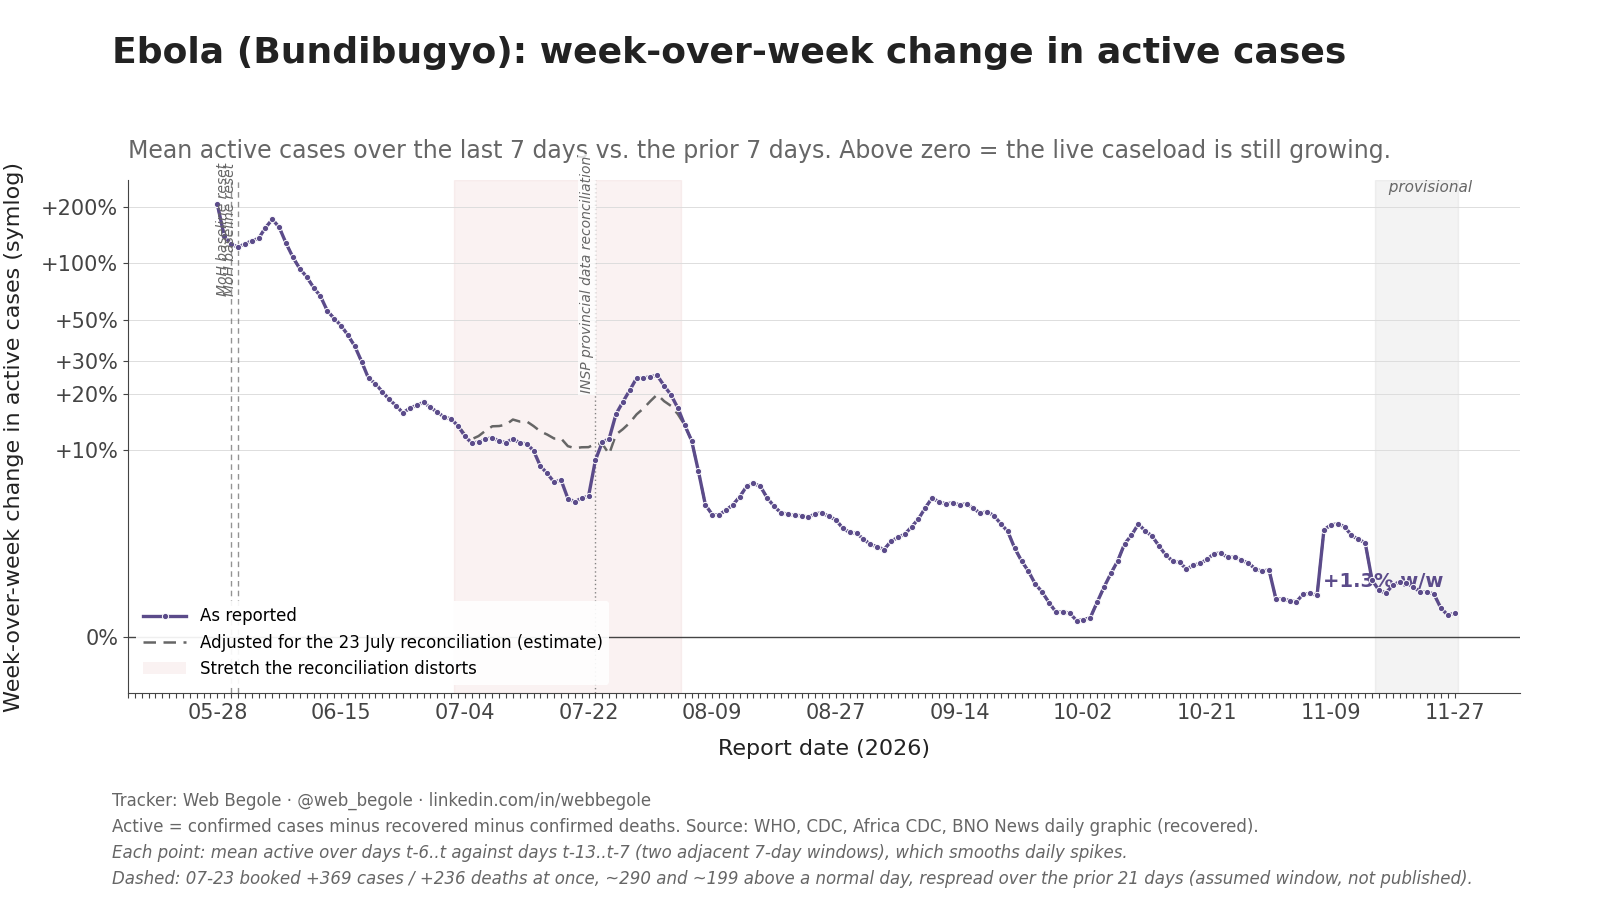 Ebola (Bundibugyo): week-over-week change in active cases
Mean active cases over the last 7 days vs. the prior 7 days. Above zero = the live caseload is still growing.
Week-over-week change in active cases (symlog)
+200%
+100%
+50%
+30%
+20%
+10%
0%
MoH baseline reset
MoH baseline reset
INSP provincial data reconciliation
provisional
+1.3% w/w
As reported
Adjusted for the 23 July reconciliation (estimate)
Stretch the reconciliation distorts
05-28 06-15 07-04 07-22 08-09 08-27 09-14 10-02 10-21 11-09 11-27
Report date (2026)
Tracker: Web Begole · @web_begole · linkedin.com/in/webbegole
Active = confirmed cases minus recovered minus confirmed deaths. Source: WHO, CDC, Africa CDC, BNO News daily graphic (recovered).
Each point: mean active over days t-6..t against days t-13..t-7 (two adjacent 7-day windows), which smooths daily spikes.
Dashed: 07-23 booked +369 cases / +236 deaths at once, ~290 and ~199 above a normal day, respread over the prior 21 days (assumed window, not published).